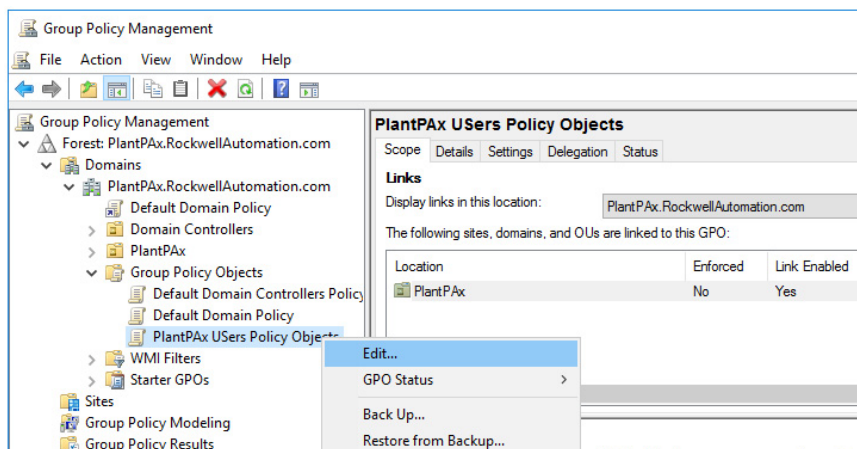 Group Policy Management
File Action View Window Help
Group Policy Management
Forest: PlantPAx.RockwellAutomation.com
Domains
PlantPAx.RockwellAutomation.com
Default Domain Policy
Domain Controllers
PlantPAx
Group Policy Objects
Default Domain Controllers Policy
Default Domain Policy
PlantPAx USers Policy Objects
WMI Filters
Starter GPOs
Sites
Group Policy Modeling
Group Policy Results
PlantPAx USers Policy Objects
Scope Details Settings Delegation Status
Links
Display links in this location: PlantPAx.RockwellAutomation.com
The following sites, domains, and OUs are linked to this GPO:
Location Enforced Link Enabled
PlantPAx No Yes
Edit...
GPO Status
Back Up...
Restore from Backup...